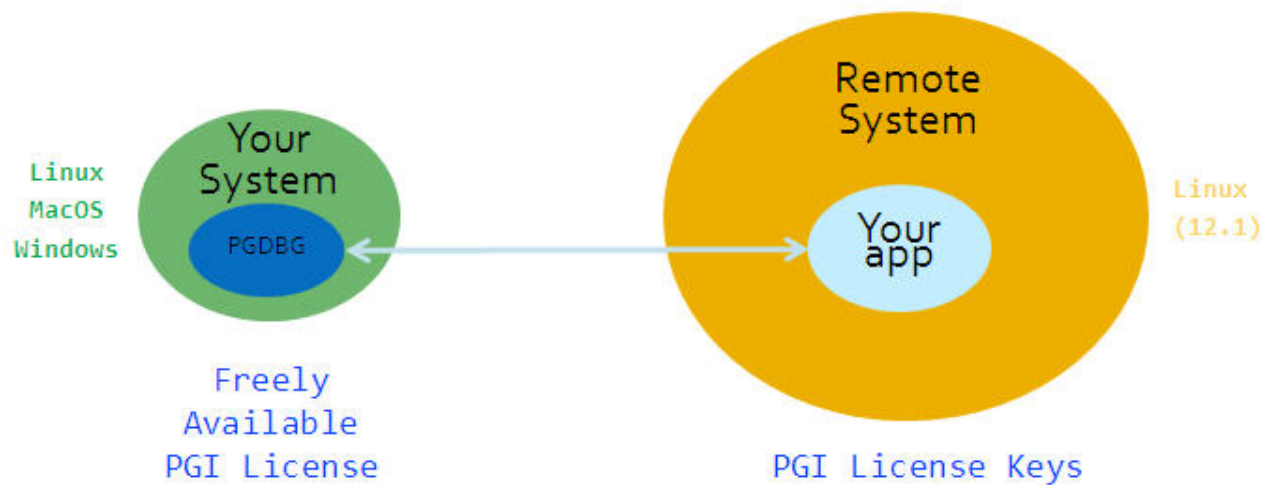 Linux
MacOS
Windows
Your
System
PGDBG
Freely
Available
PGI License
Remote
System
Your
app
Linux
(12.1)
PGI License Keys